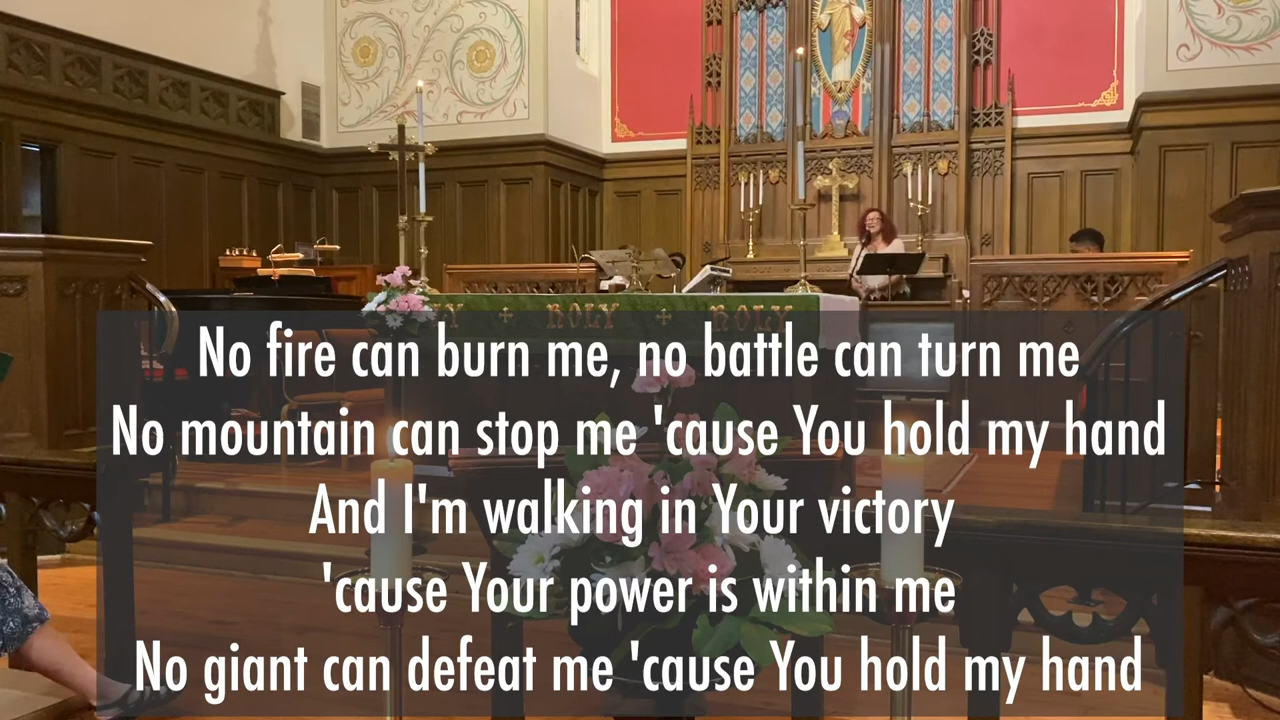 Y + HOLY + HOLY
No fire can burn me, no battle can turn me
No mountain can stop me 'cause You hold my hand
And I'm walking in Your victory
'cause Your power is within me
No giant can defeat me 'cause You hold my hand